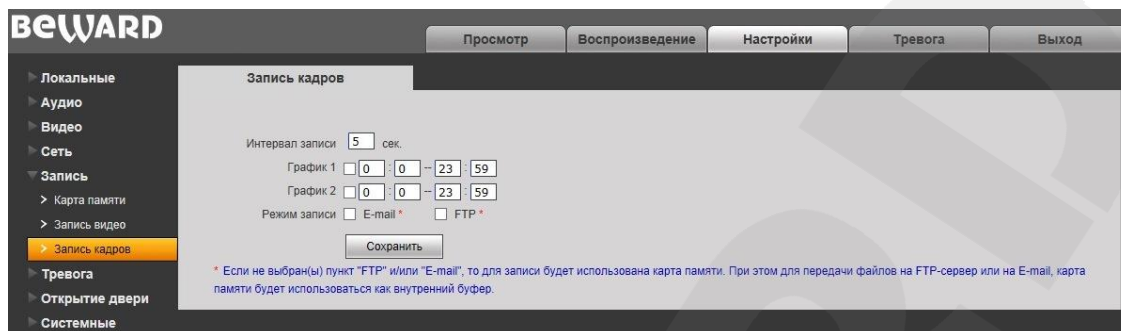 BEWARD
Просмотр Воспроизведение Настройки Тревога Выход
Локальные
Аудио
Видео
Сеть
Запись
> Карта памяти
> Запись видео
> Запись кадров
Тревога
Открытие двери
Системные
Запись кадров
Интервал записи 5 сек.
График 1 0 : 0 -- 23 : 59
График 2 0 : 0 -- 23 : 59
Режим записи E-mail * FTP *
Сохранить
* Если не выбран(ы) пункт "FTP" и/или "E-mail", то для записи будет использована карта памяти. При этом для передачи файлов на FTP-сервер или на E-mail, карта
памяти будет использоваться как внутренний буфер.